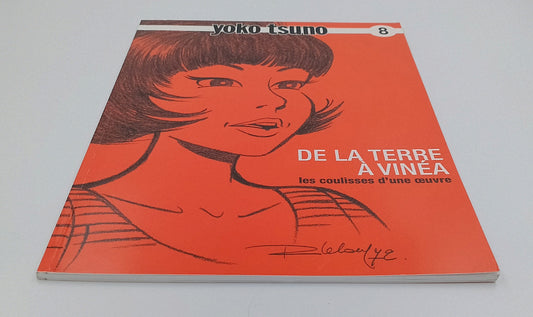 yoko tsuno
8
DE LA TERRE
À VINÉA
les coulisses d'une œuvre